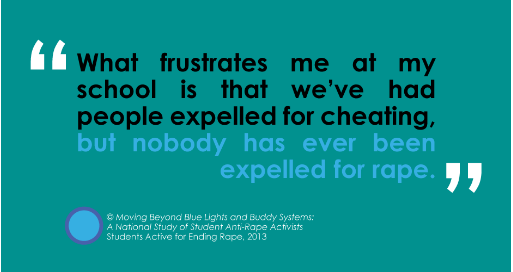 “
What frustrates me at my
school is that we’ve had
people expelled for cheating,
but nobody has ever been
expelled for rape.
”
© Moving Beyond Blue Lights and Buddy Systems:
A National Study of Student Anti-Rape Activists
Students Active for Ending Rape, 2013